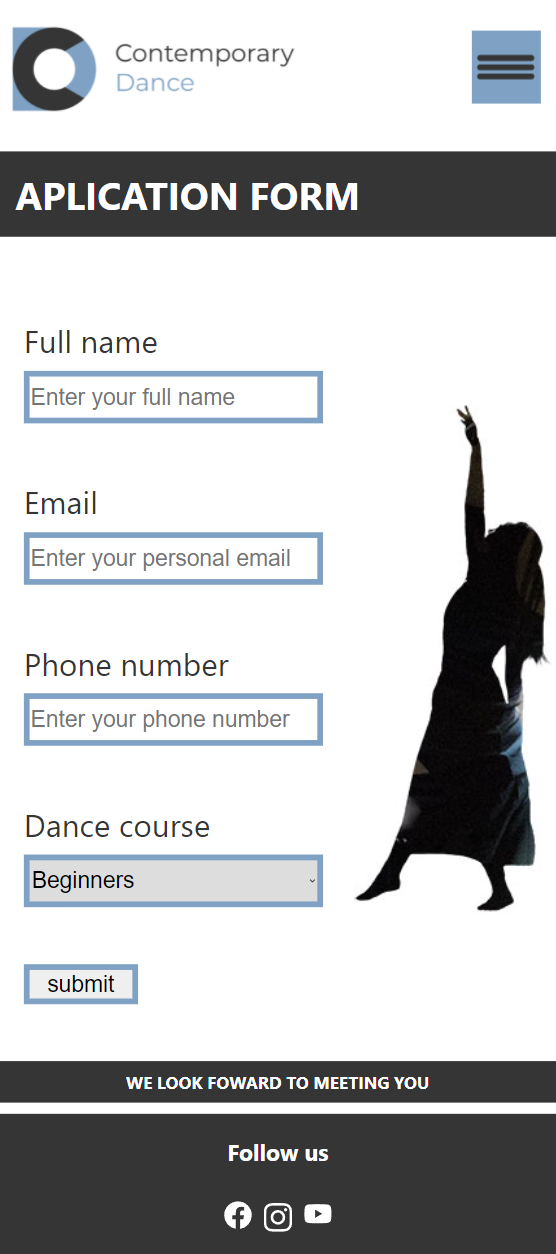 Contemporary
Dance
APLICATION FORM
Full name
Enter your full name
Email
Enter your personal email
Phone number
Enter your phone number
Dance course
Beginners
submit
WE LOOK FOWARD TO MEETING YOU
Follow us